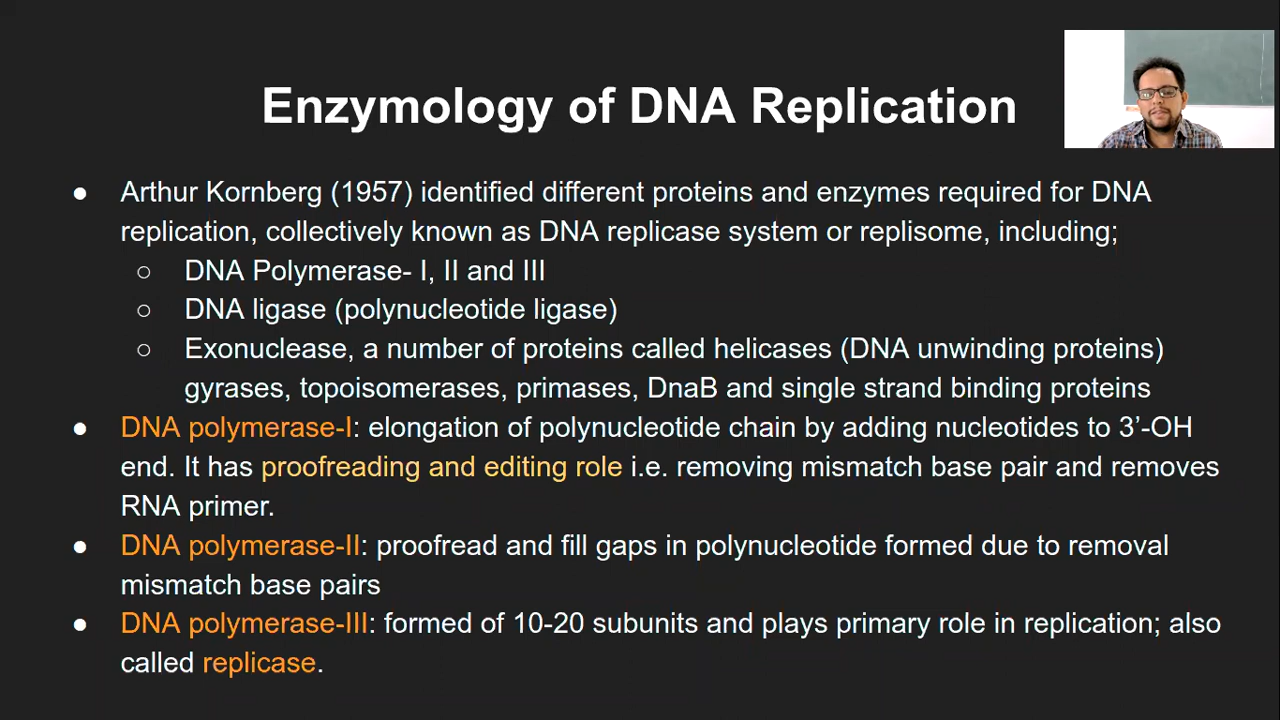 Enzymology of DNA Replication
● Arthur Kornberg (1957) identified different proteins and enzymes required for DNA
replication, collectively known as DNA replicase system or replisome, including;
○ DNA Polymerase- I, II and III
○ DNA ligase (polynucleotide ligase)
○ Exonuclease, a number of proteins called helicases (DNA unwinding proteins)
gyrases, topoisomerases, primases, DnaB and single strand binding proteins
● DNA polymerase-I: elongation of polynucleotide chain by adding nucleotides to 3’-OH
end. It has proofreading and editing role i.e. removing mismatch base pair and removes
RNA primer.
● DNA polymerase-II: proofread and fill gaps in polynucleotide formed due to removal
mismatch base pairs
● DNA polymerase-III: formed of 10-20 subunits and plays primary role in replication; also
called replicase.